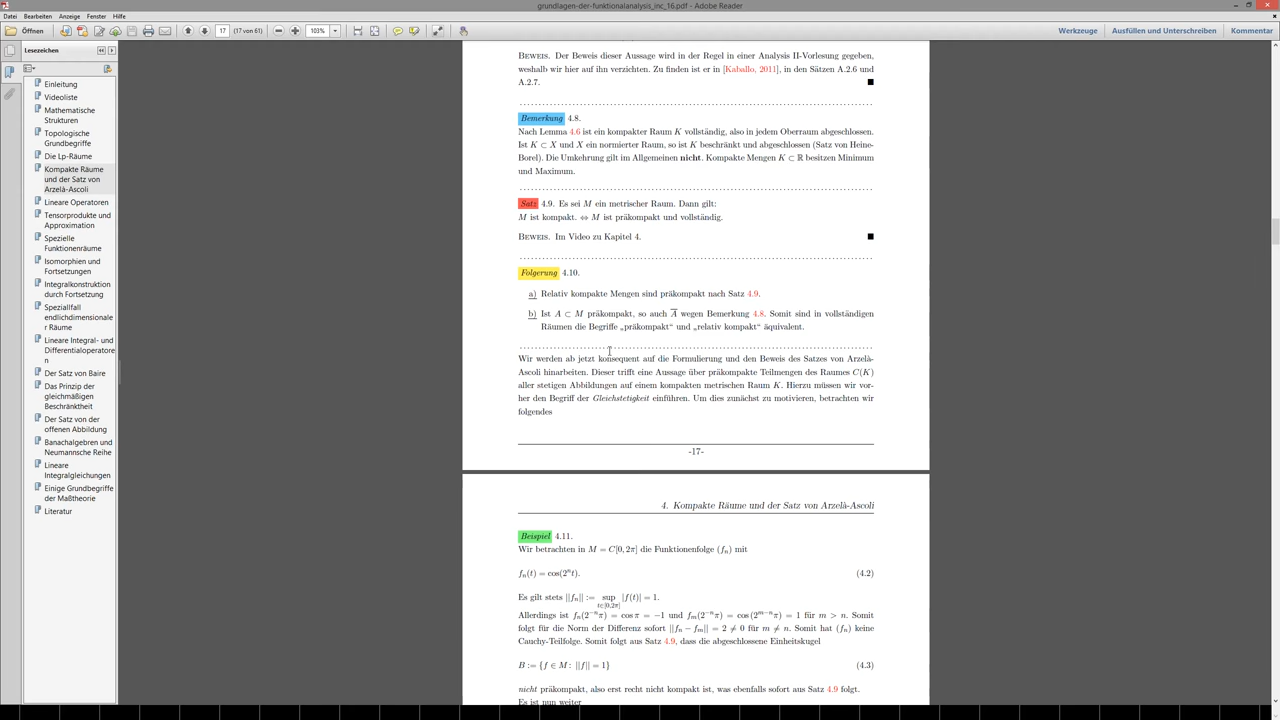 grundlagen-der-funktionalanalysis_inc_16.pdf - Adobe Reader
Datei Bearbeiten Anzeige Fenster Hilfe
Öffnen 17 (17 von 61) 103% Werkzeuge Ausfüllen und Unterschreiben Kommentar
Lesezeichen
Einleitung
Videoliste
Mathematische
Strukturen
Topologische
Grundbegriffe
Die Lp-Räume
Kompakte Räume
und der Satz von
Arzelà-Ascoli
Lineare Operatoren
Tensorprodukte und
Approximation
Spezielle
Funktionenräume
Isomorphien und
Fortsetzungen
Integralkonstruktion
durch Fortsetzung
Speziallfall
endlichdimensionale
r Räume
Lineare Integral- und
Differentialoperatore
n
Der Satz von Baire
Das Prinzip der
gleichmäßigen
Beschränktheit
Der Satz von der
offenen Abbildung
Banachalgebren und
Neumannsche Reihe
Lineare
Integralgleichungen
Einige Grundbegriffe
der Maßtheorie
Literatur
BEWEIS. Der Beweis dieser Aussage wird in der Regel in einer Analysis II-Vorlesung gegeben,
weshalb wir hier auf ihn verzichten. Zu finden ist er in [Kaballo, 2011], in den Sätzen A.2.6 und
A.2.7. ■
Bemerkung 4.8.
Nach Lemma 4.6 ist ein kompakter Raum K vollständig, also in jedem Oberraum abgeschlossen.
Ist K ⊂ X und X ein normierter Raum, so ist K beschränkt und abgeschlossen (Satz von Heine-
Borel). Die Umkehrung gilt im Allgemeinen nicht. Kompakte Mengen K ⊂ ℝ besitzen Minimum
und Maximum.
Satz 4.9. Es sei M ein metrischer Raum. Dann gilt:
M ist kompakt. ⇔ M ist präkompakt und vollständig.
BEWEIS. Im Video zu Kapitel 4. ■
Folgerung 4.10.
a) Relativ kompakte Mengen sind präkompakt nach Satz 4.9.
b) Ist A ⊂ M präkompakt, so auch A̅ wegen Bemerkung 4.8. Somit sind in vollständigen
Räumen die Begriffe „präkompakt“ und „relativ kompakt“ äquivalent.
Wir werden ab jetzt konsequent auf die Formulierung und den Beweis des Satzes von Arzelà-
Ascoli hinarbeiten. Dieser trifft eine Aussage über präkompakte Teilmengen des Raumes C(K)
aller stetigen Abbildungen auf einem kompakten metrischen Raum K. Hierzu müssen wir vor-
her den Begriff der Gleichstetigkeit einführen. Um dies zunächst zu motivieren, betrachten wir
folgendes
-17-
4. Kompakte Räume und der Satz von Arzelà-Ascoli
Beispiel 4.11.
Wir betrachten in M = C[0, 2π] die Funktionenfolge (fₙ) mit
fₙ(t) = cos(2ⁿt). (4.2)
Es gilt stets ||fₙ|| := sup |f(t)| = 1.
t∈[0,2π]
Allerdings ist fₙ(2⁻ⁿπ) = cos π = −1 und fₘ(2⁻ⁿπ) = cos(2ᵐ⁻ⁿπ) = 1 für m > n. Somit
folgt für die Norm der Differenz sofort ||fₙ − fₘ|| = 2 ≠ 0 für m ≠ n. Somit hat (fₙ) keine
Cauchy-Teilfolge. Somit folgt aus Satz 4.9, dass die abgeschlossene Einheitskugel
B := {f ∈ M : ||f|| = 1} (4.3)
nicht präkompakt, also erst recht nicht kompakt ist, was ebenfalls sofort aus Satz 4.9 folgt.
Es ist nun weiter